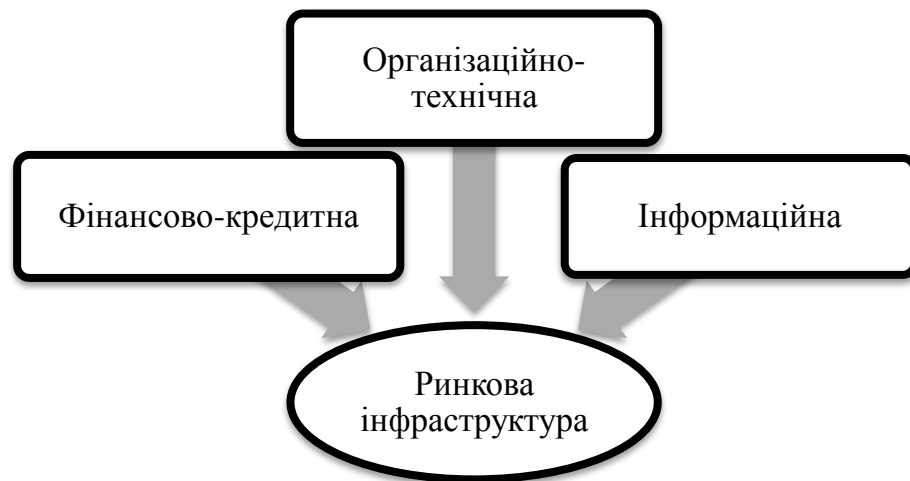 Організаційно-
технічна
Фінансово-кредитна
Інформаційна
Ринкова
інфраструктура